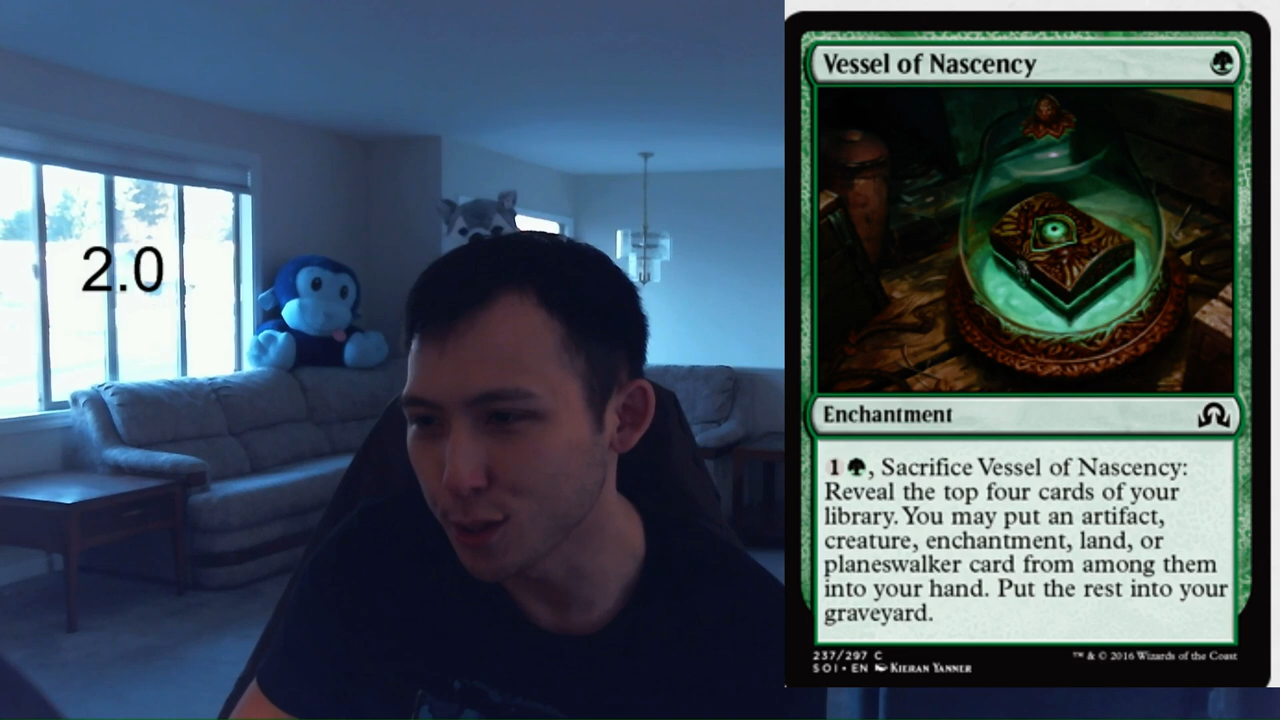 2.0
Vessel of Nascency
Enchantment
1, Sacrifice Vessel of Nascency:
Reveal the top four cards of your
library. You may put an artifact,
creature, enchantment, land, or
planeswalker card from among them
into your hand. Put the rest into your
graveyard.
237/297 C
SOI • EN KIERAN YANNER
™ & © 2016 Wizards of the Coast